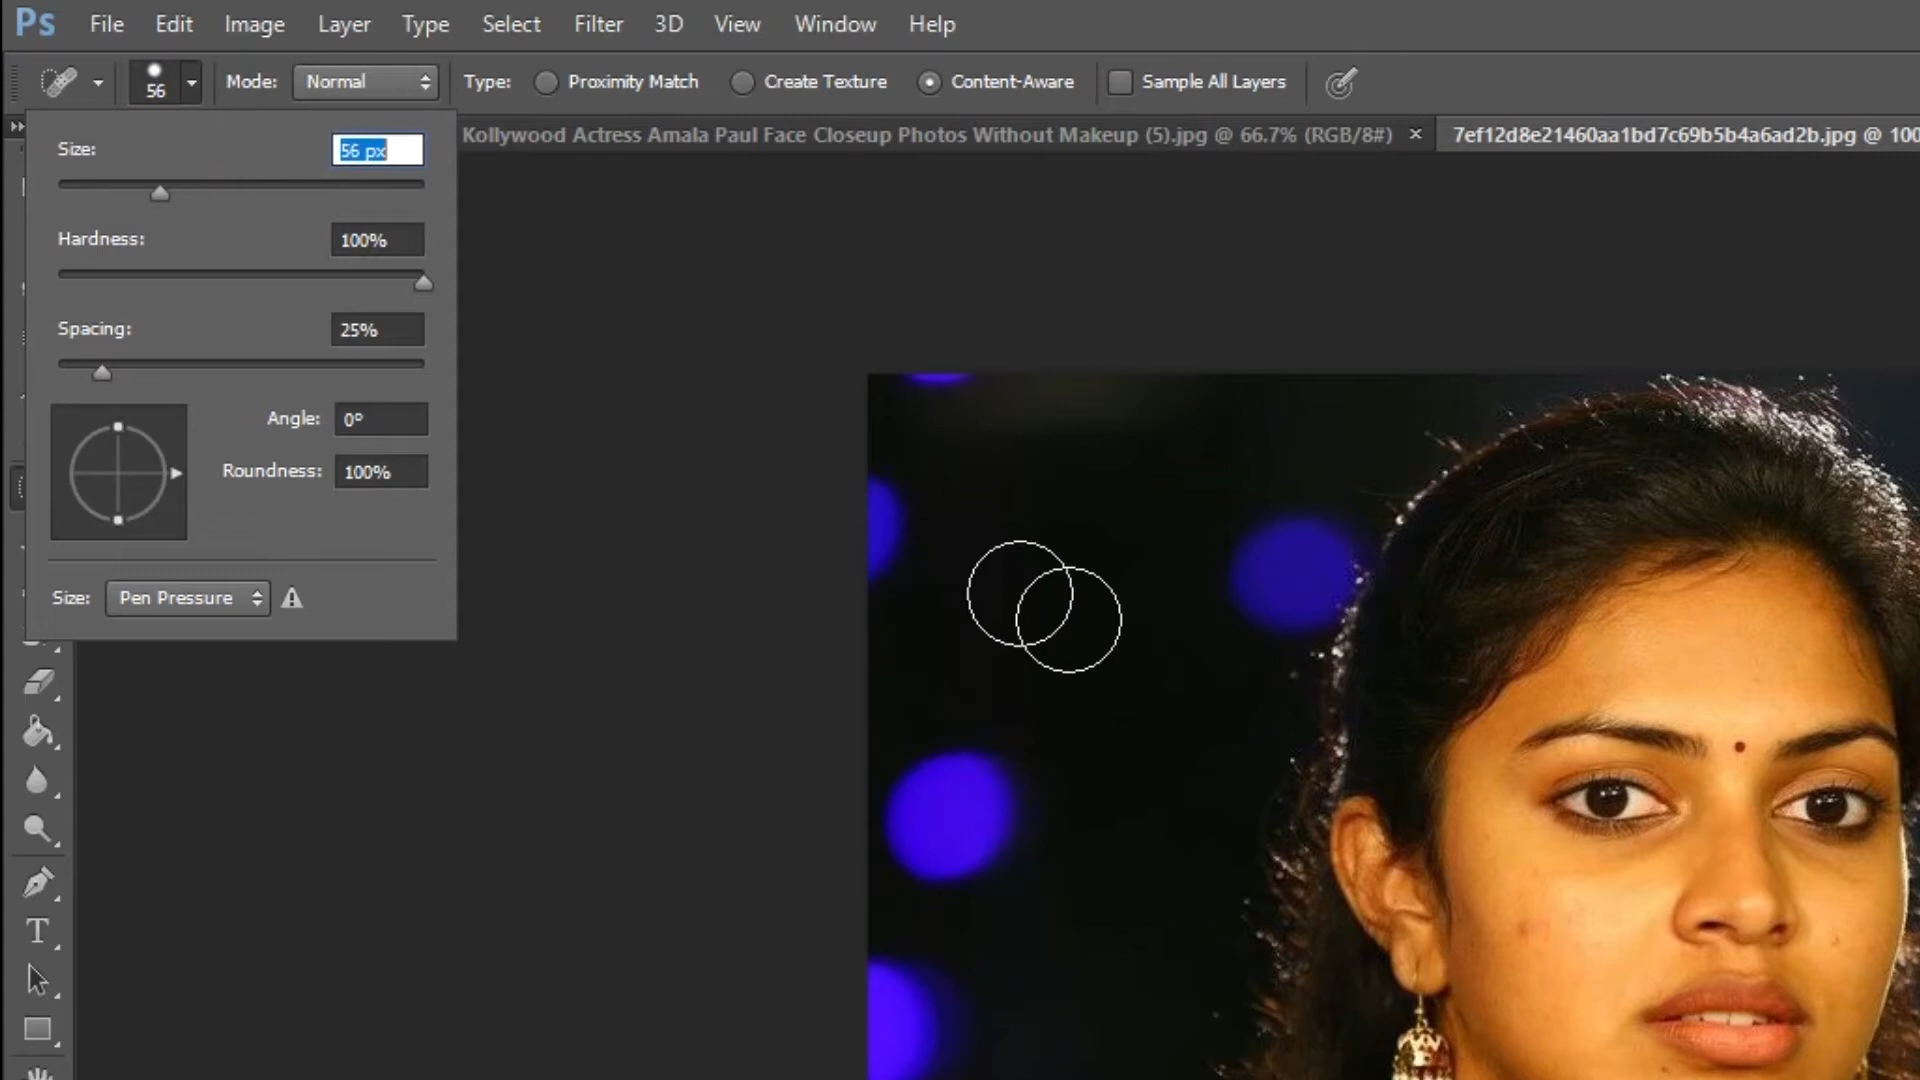 Ps File Edit Image Layer Type Select Filter 3D View Window Help
56 Mode: Normal Type: Proximity Match Create Texture Content-Aware Sample All Layers
Kollywood Actress Amala Paul Face Closeup Photos Without Makeup (5).jpg @ 66.7% (RGB/8#) × 7ef12d8e21460aa1bd7c69b5b4a6ad2b.jpg @ 100
Size: 56 px
Hardness: 100%
Spacing: 25%
Angle: 0°
Roundness: 100%
Size: Pen Pressure
T